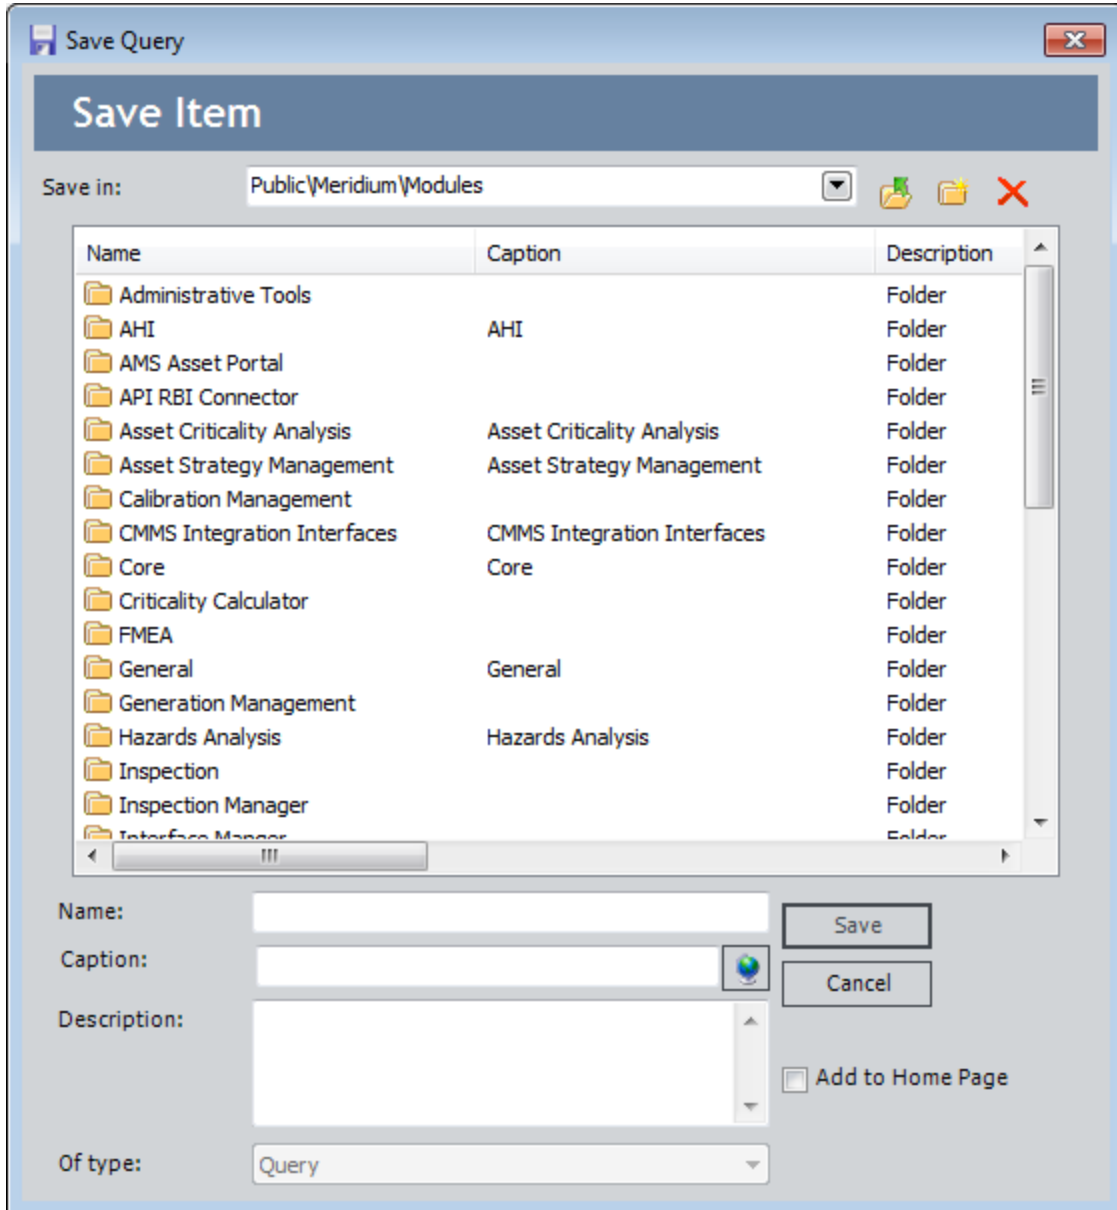 Save Query
Save Item
Save in: Public\Meridium\Modules
Name Caption Description
Administrative Tools Folder
AHI AHI Folder
AMS Asset Portal Folder
API RBI Connector Folder
Asset Criticality Analysis Asset Criticality Analysis Folder
Asset Strategy Management Asset Strategy Management Folder
Calibration Management Folder
CMMS Integration Interfaces CMMS Integration Interfaces Folder
Core Core Folder
Criticality Calculator Folder
FMEA Folder
General General Folder
Generation Management Folder
Hazards Analysis Hazards Analysis Folder
Inspection Folder
Inspection Manager Folder
Interface Manger Folder
Name:
Save
Caption:
Cancel
Description:
Add to Home Page
Of type: Query